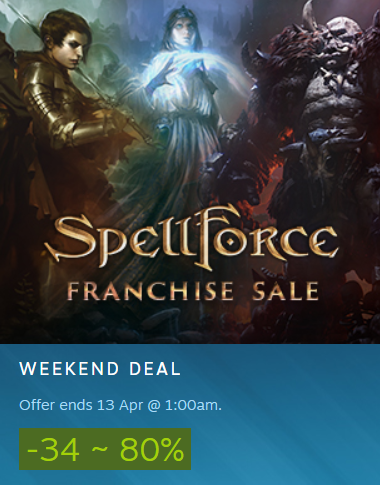 SPELLFORCE
FRANCHISE SALE
WEEKEND DEAL
Offer ends 13 Apr @ 1:00am.
-34 ~ 80%